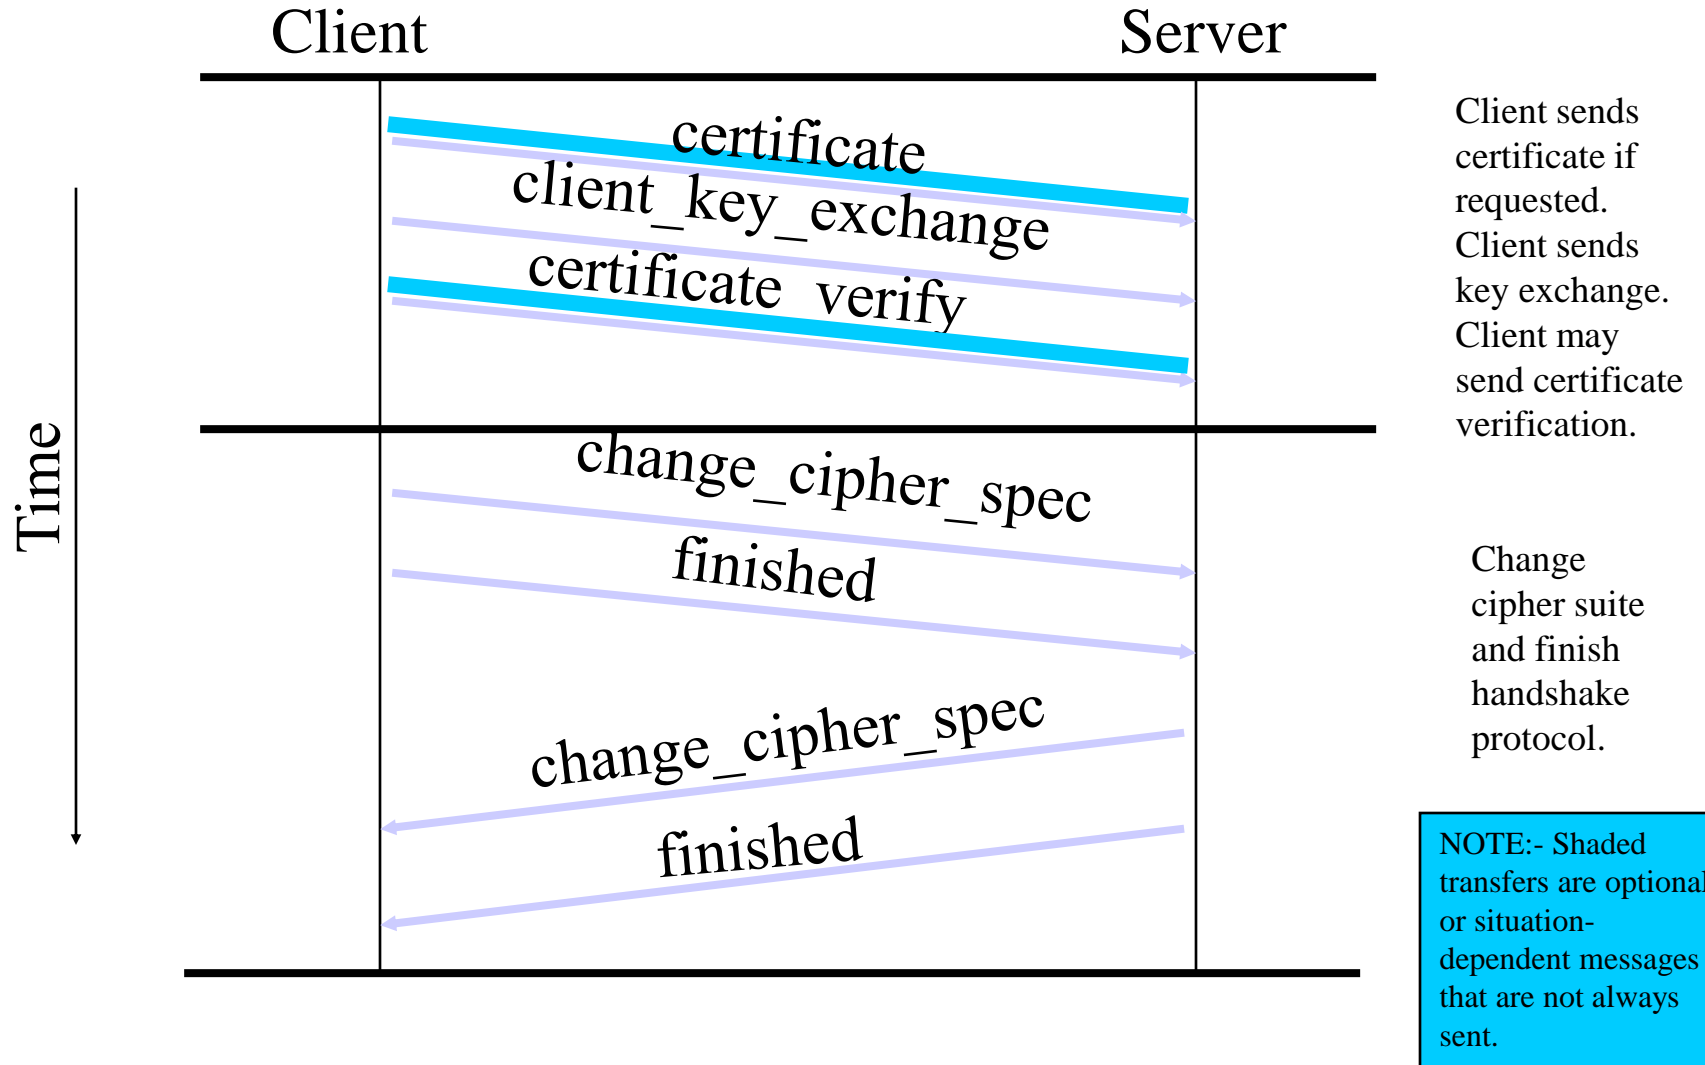 Client
Server
certificate
client_key_exchange
certificate verify
Client sends
certificate if
requested.
Client sends
key exchange.
Client may
send certificate
verification.
Time
change_cipher_spec
finished
change_cipher_spec
finished
Change
cipher suite
and finish
handshake
protocol.
NOTE:- Shaded
transfers are optional
or situation-
dependent messages
that are not always
sent.